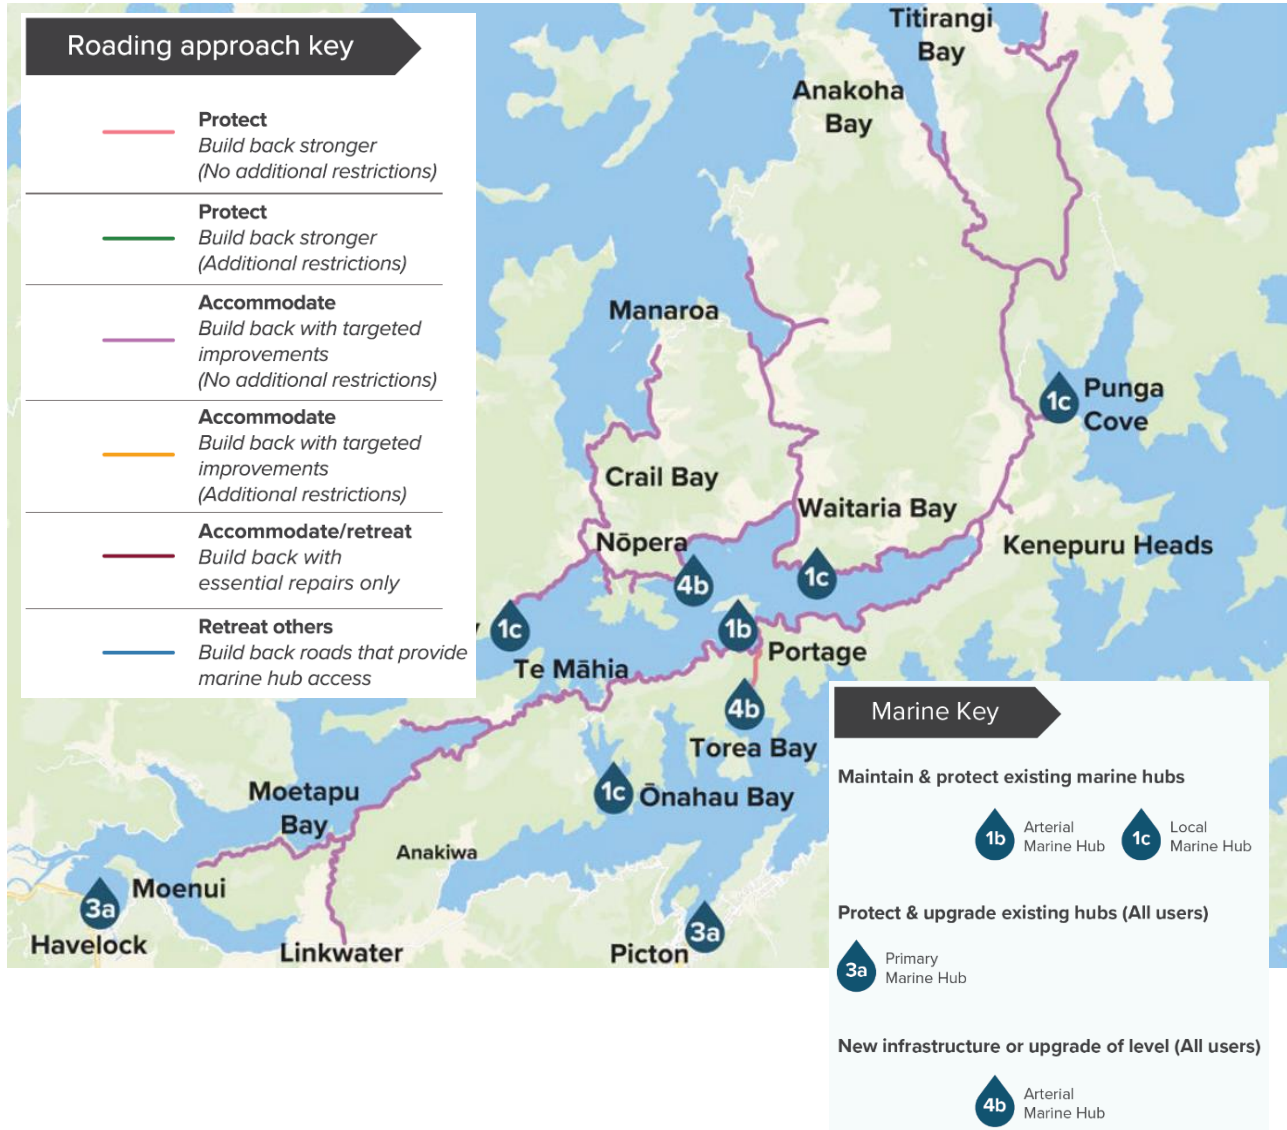 Roading approach key
Protect
Build back stronger
(No additional restrictions)
Protect
Build back stronger
(Additional restrictions)
Accommodate
Build back with targeted
improvements
(No additional restrictions)
Accommodate
Build back with targeted
improvements
(Additional restrictions)
Accommodate/retreat
Build back with
essential repairs only
Retreat others
Build back roads that provide
marine hub access
Titirangi
Bay
Anakoha
Bay
Manaroa
1c
Punga
Cove
Crail Bay
Waitaria Bay
Nōpera
Kenepuru Heads
4b
1c
1c
1b
Portage
Te Māhia
4b
Torea Bay
Moetapu
Bay
1c
Ōnahau Bay
Anakiwa
Moenui
3a
Havelock
Linkwater
Picton
3a
Marine Key
Maintain & protect existing marine hubs
1b
Arterial
Marine Hub
1c
Local
Marine Hub
Protect & upgrade existing hubs (All users)
3a
Primary
Marine Hub
New infrastructure or upgrade of level (All users)
4b
Arterial
Marine Hub